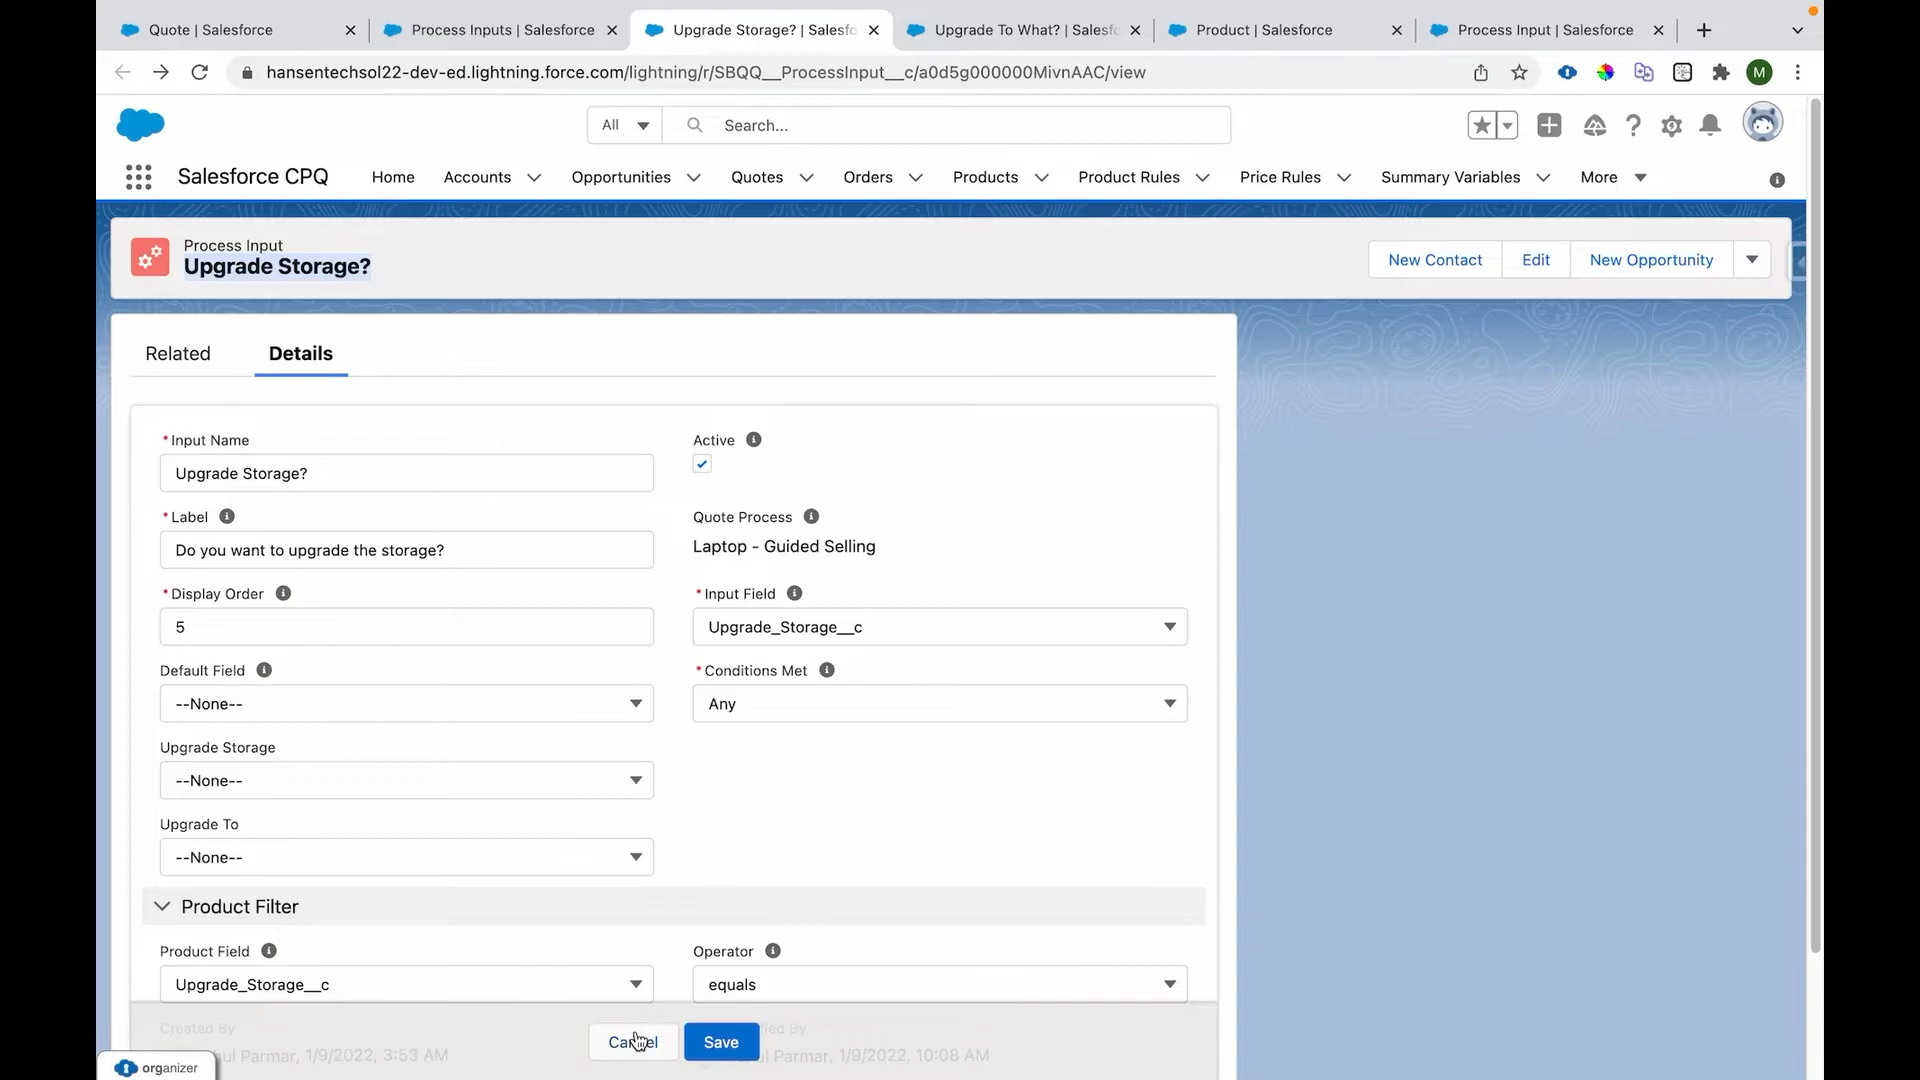 Quote | Salesforce
Process Inputs | Salesforce
Upgrade Storage? | Salesfo
Upgrade To What? | Salesf
Product | Salesforce
Process Input | Salesforce
hansentechsol22-dev-ed.lightning.force.com/lightning/r/SBQQ__ProcessInput__c/a0d5g000000MivnAAC/view
M
All
Search...
Salesforce CPQ
Home
Accounts
Opportunities
Quotes
Orders
Products
Product Rules
Price Rules
Summary Variables
More
Process Input
Upgrade Storage?
New Contact
Edit
New Opportunity
Related
Details
*Input Name
Upgrade Storage?
Active
*Label
Do you want to upgrade the storage?
Quote Process
Laptop - Guided Selling
*Display Order
5
*Input Field
Upgrade_Storage__c
Default Field
--None--
*Conditions Met
Any
Upgrade Storage
--None--
Upgrade To
--None--
Product Filter
Product Field
Upgrade_Storage__c
Operator
equals
Created By
Parmar, 1/9/2022, 3:53 AM
Cancel
Save
By
Parmar, 1/9/2022, 10:08 AM
organizer